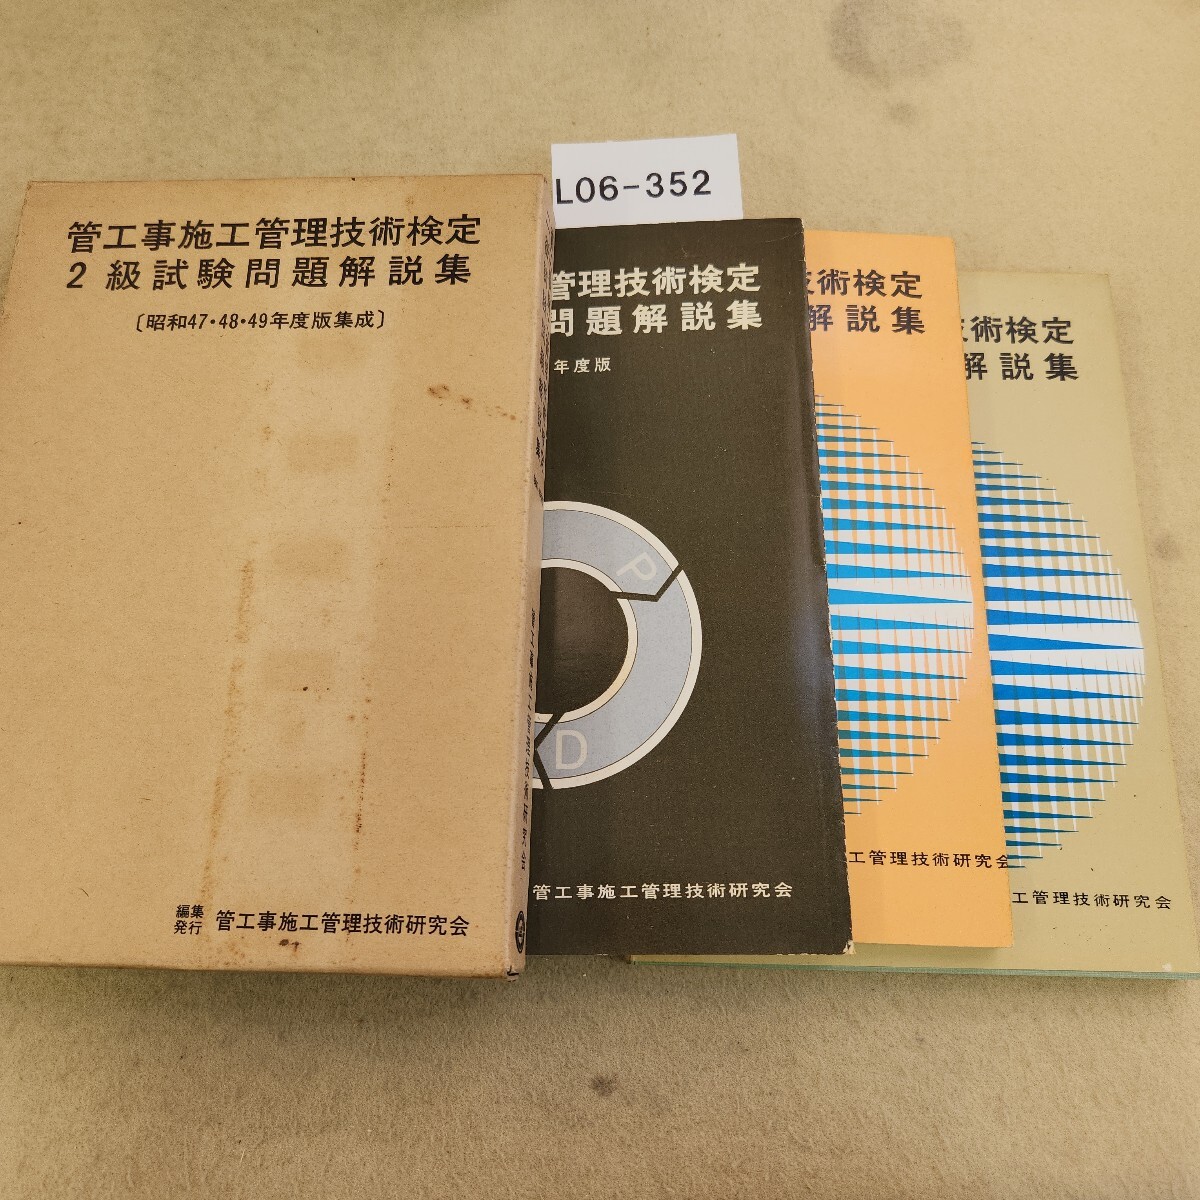 管工事施工管理技術検定
2級試験問題解説集
〔昭和47・48・49年度版集成〕
編集
発行 管工事施工管理技術研究会
L06-352
管理技術検定
問題解説集
年度版
P
D
管工事施工管理技術研究会
技術検定
解説集
工管理技術研究会
技術検定
解説集
工管理技術研究会